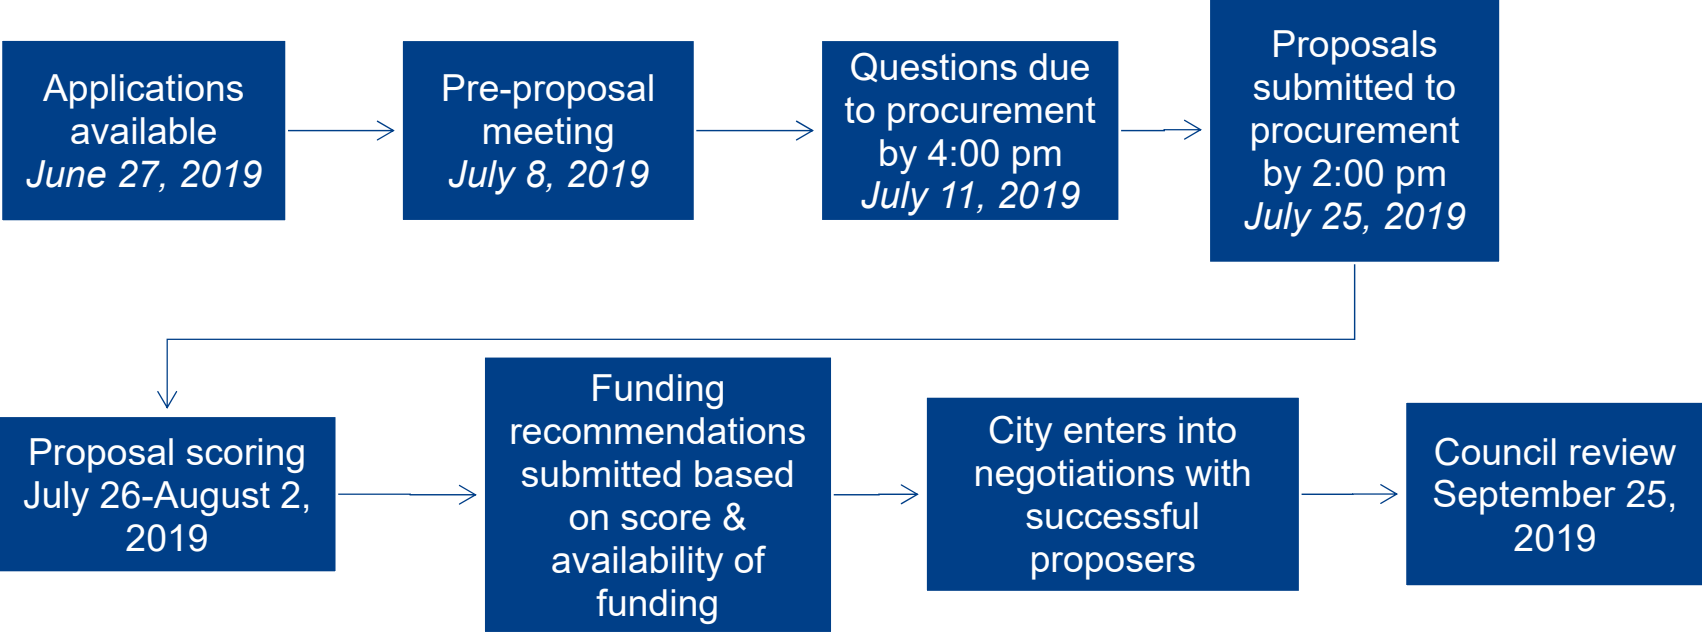 Applications
available
June 27, 2019
Pre-proposal
meeting
July 8, 2019
Questions due
to procurement
by 4:00 pm
July 11, 2019
Proposals
submitted to
procurement
by 2:00 pm
July 25, 2019
Proposal scoring
July 26-August 2,
2019
Funding
recommendations
submitted based
on score &
availability of
funding
City enters into
negotiations with
successful
proposers
Council review
September 25,
2019